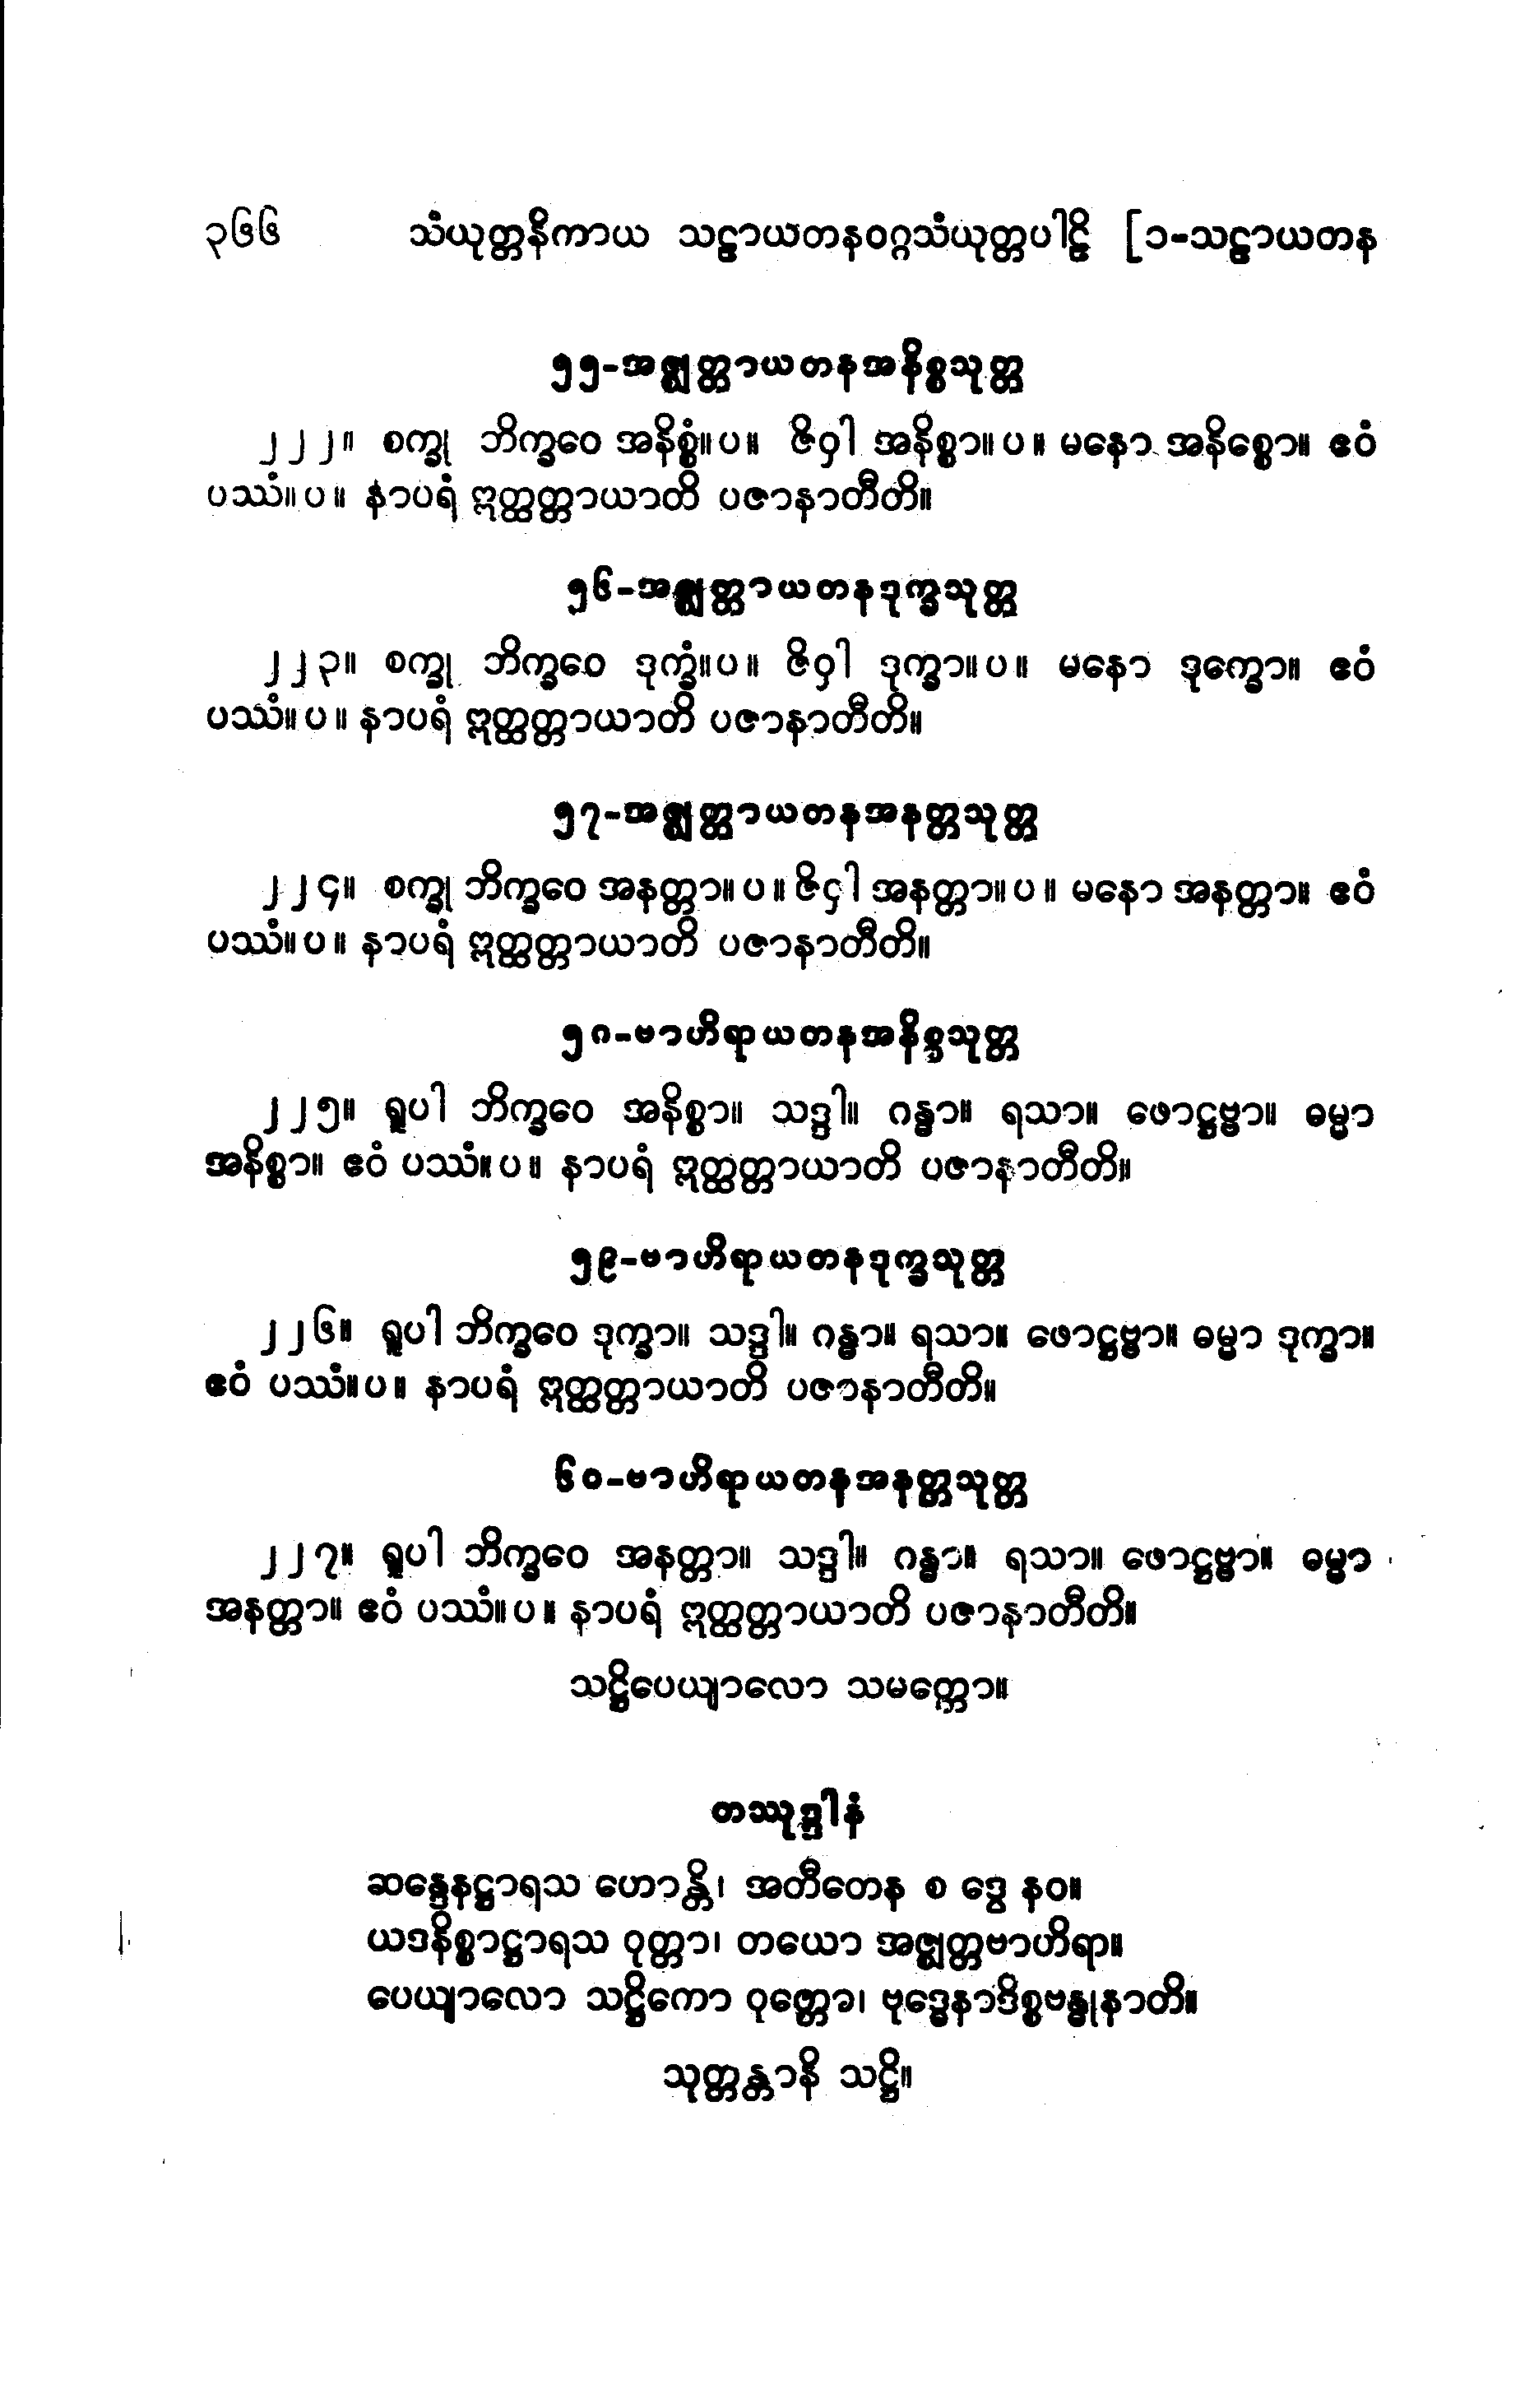 ၃၆၆ သံယုတ္တနိကာယ သဠာယတနဝဂ္ဂသံယုတ္တပါဠိ [၁-သဠာယတန
၅၅-အဇ္ဈတ္တာယတနအနိစ္စသုတ္တ
၂၂၂။ စက္ခု ဘိက္ခဝေ အနိစ္စံ။ပ။ ဇိဝှါ အနိစ္စာ။ပ။ မနော အနိစ္စော။ ဧဝံ
ပဿံ။ပ။ နာပရံ ဣတ္ထတ္တာယာတိ ပဇာနာတီတိ။
၅၆-အဇ္ဈတ္တာယတနဒုက္ခသုတ္တ
၂၂၃။ စက္ခု ဘိက္ခဝေ ဒုက္ခံ။ပ။ ဇိဝှါ ဒုက္ခာ။ပ။ မနော ဒုက္ခော။ ဧဝံ
ပဿံ။ပ။ နာပရံ ဣတ္ထတ္တာယာတိ ပဇာနာတီတိ။
၅၇-အဇ္ဈတ္တာယတနအနတ္တသုတ္တ
၂၂၄။ စက္ခု ဘိက္ခဝေ အနတ္တာ။ပ။ ဇိဝှါ အနတ္တာ။ပ။ မနော အနတ္တာ။ ဧဝံ
ပဿံ။ပ။ နာပရံ ဣတ္ထတ္တာယာတိ ပဇာနာတီတိ။
၅၈-ဗာဟိရာယတနအနိစ္စသုတ္တ
၂၂၅။ ရူပါ ဘိက္ခဝေ အနိစ္စာ။ သဒ္ဒါ။ ဂန္ဓာ။ ရသာ။ ဖောဋ္ဌဗ္ဗာ။ ဓမ္မာ
အနိစ္စာ။ ဧဝံ ပဿံ။ပ။ နာပရံ ဣတ္ထတ္တာယာတိ ပဇာနာတီတိ။
၅၉-ဗာဟိရာယတနဒုက္ခသုတ္တ
၂၂၆။ ရူပါ ဘိက္ခဝေ ဒုက္ခာ။ သဒ္ဒါ။ ဂန္ဓာ။ ရသာ။ ဖောဋ္ဌဗ္ဗာ။ ဓမ္မာ ဒုက္ခာ။
ဧဝံ ပဿံ။ပ။ နာပရံ ဣတ္ထတ္တာယာတိ ပဇာနာတီတိ။
၆၀-ဗာဟိရာယတနအနတ္တသုတ္တ
၂၂၇။ ရူပါ ဘိက္ခဝေ အနတ္တာ။ သဒ္ဒါ။ ဂန္ဓာ။ ရသာ။ ဖောဋ္ဌဗ္ဗာ။ ဓမ္မာ
အနတ္တာ။ ဧဝံ ပဿံ။ပ။ နာပရံ ဣတ္ထတ္တာယာတိ ပဇာနာတီတိ။
သဋ္ဌိပေယျာလော သမတ္တော။
တဿုဒ္ဒါနံ
ဆန္ဒေနဋ္ဌာရသ ဟောန္တိ၊ အတီတေန စ ဒွေ နဝ။
ယဒနိစ္စာဋ္ဌာရသ ဝုတ္တာ၊ တယော အဇ္ဈတ္တဗာဟိရာ။
ပေယျာလော သဋ္ဌိကော ဝုတ္တော၊ ဗုဒ္ဓေနာဒိစ္စဗန္ဓုနာတိ။
သုတ္တန္တာနိ သဋ္ဌိ။